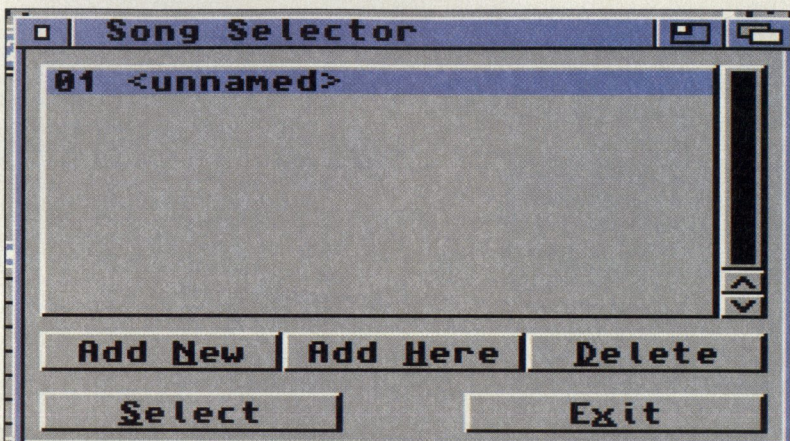 Song Selector
01 <unnamed>
Add New Add Here Delete
Select Exit